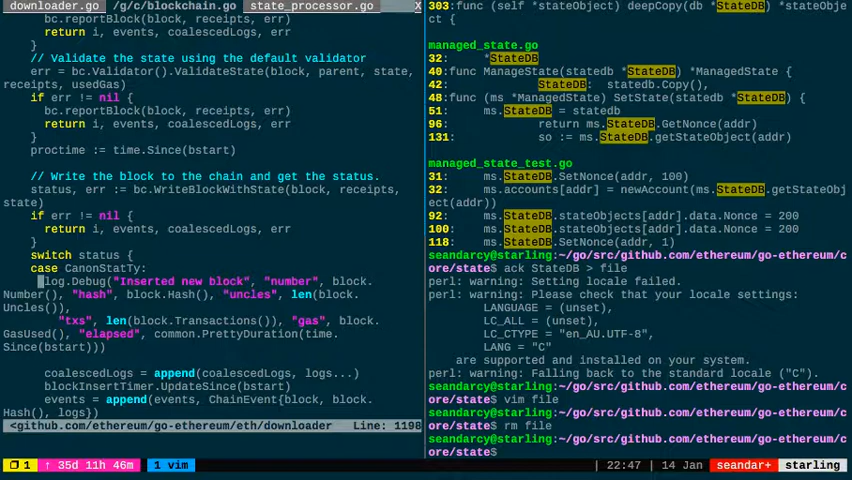 downloader.go  /g/c/blockchain.go  state_processor.go X
bc.reportBlock(block, receipts, err)
return i, events, coalescedLogs, err
}
// Validate the state using the default validator
err = bc.Validator().ValidateState(block, parent, state,
receipts, usedGas)
if err != nil {
bc.reportBlock(block, receipts, err)
return i, events, coalescedLogs, err
}
proctime := time.Since(bstart)
// Write the block to the chain and get the status.
status, err := bc.WriteBlockWithState(block, receipts,
state)
if err != nil {
return i, events, coalescedLogs, err
}
switch status {
case CanonStatTy:
log.Debug("Inserted new block", "number", block.
Number(), "hash", block.Hash(), "uncles", len(block.
Uncles()),
"txs", len(block.Transactions()), "gas", block.
GasUsed(), "elapsed", common.PrettyDuration(time.
Since(bstart)))
coalescedLogs = append(coalescedLogs, logs...)
blockInsertTimer.UpdateSince(bstart)
events = append(events, ChainEvent{block, block.
Hash(), logs})
<github.com/ethereum/go-ethereum/eth/downloader   Line: 1198
303:func (self *stateObject) deepCopy(db *StateDB) *stateObje
ct {
managed_state.go
32:     *StateDB
40:func ManageState(statedb *StateDB) *ManagedState {
42:             StateDB:  statedb.Copy(),
48:func (ms *ManagedState) SetState(statedb *StateDB) {
51:     ms.StateDB = statedb
96:             return ms.StateDB.GetNonce(addr)
131:            so := ms.StateDB.getStateObject(addr)
managed_state_test.go
31:     ms.StateDB.SetNonce(addr, 100)
32:     ms.accounts[addr] = newAccount(ms.StateDB.getStateObj
ect(addr))
92:     ms.StateDB.stateObjects[addr].data.Nonce = 200
100:    ms.StateDB.stateObjects[addr].data.Nonce = 200
118:    ms.StateDB.SetNonce(addr, 1)
seandarcy@starling:~/go/src/github.com/ethereum/go-ethereum/c
ore/state$ ack StateDB > file
perl: warning: Setting locale failed.
perl: warning: Please check that your locale settings:
LANGUAGE = (unset),
LC_ALL = (unset),
LC_CTYPE = "en_AU.UTF-8",
LANG = "C"
are supported and installed on your system.
perl: warning: Falling back to the standard locale ("C").
seandarcy@starling:~/go/src/github.com/ethereum/go-ethereum/c
ore/state$ vim file
seandarcy@starling:~/go/src/github.com/ethereum/go-ethereum/c
ore/state$ rm file
seandarcy@starling:~/go/src/github.com/ethereum/go-ethereum/c
ore/state$
❐ 1  ↑ 35d 11h 46m  1 vim  | 22:47 | 14 Jan  seandar+  starling